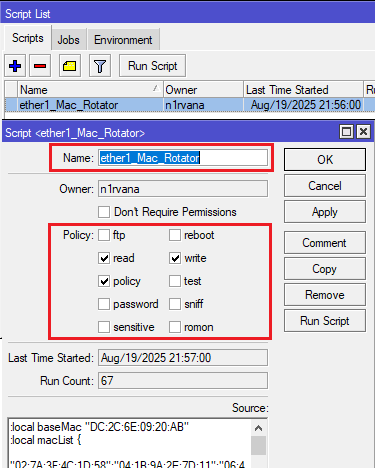 Script List
Scripts Jobs Environment
Run Script
Name Owner Last Time Started
ether1_Mac_Rotator n1rvana Aug/19/2025 21:56:00
Script <ether1_Mac_Rotator>
Name: ether1_Mac_Rotator OK
Owner: n1rvana Cancel
Don't Require Permissions Apply
Policy: ftp reboot
read write Comment
policy test Copy
password sniff Remove
sensitive romon Run Script
Last Time Started: Aug/19/2025 21:57:00
Run Count: 67
Source:
:local baseMac "DC:2C:6E:09:20:AB"
:local macList {
"02:7A:3F:4C:1D:58";"04:1B:9A:2E:7D:11";"06:4